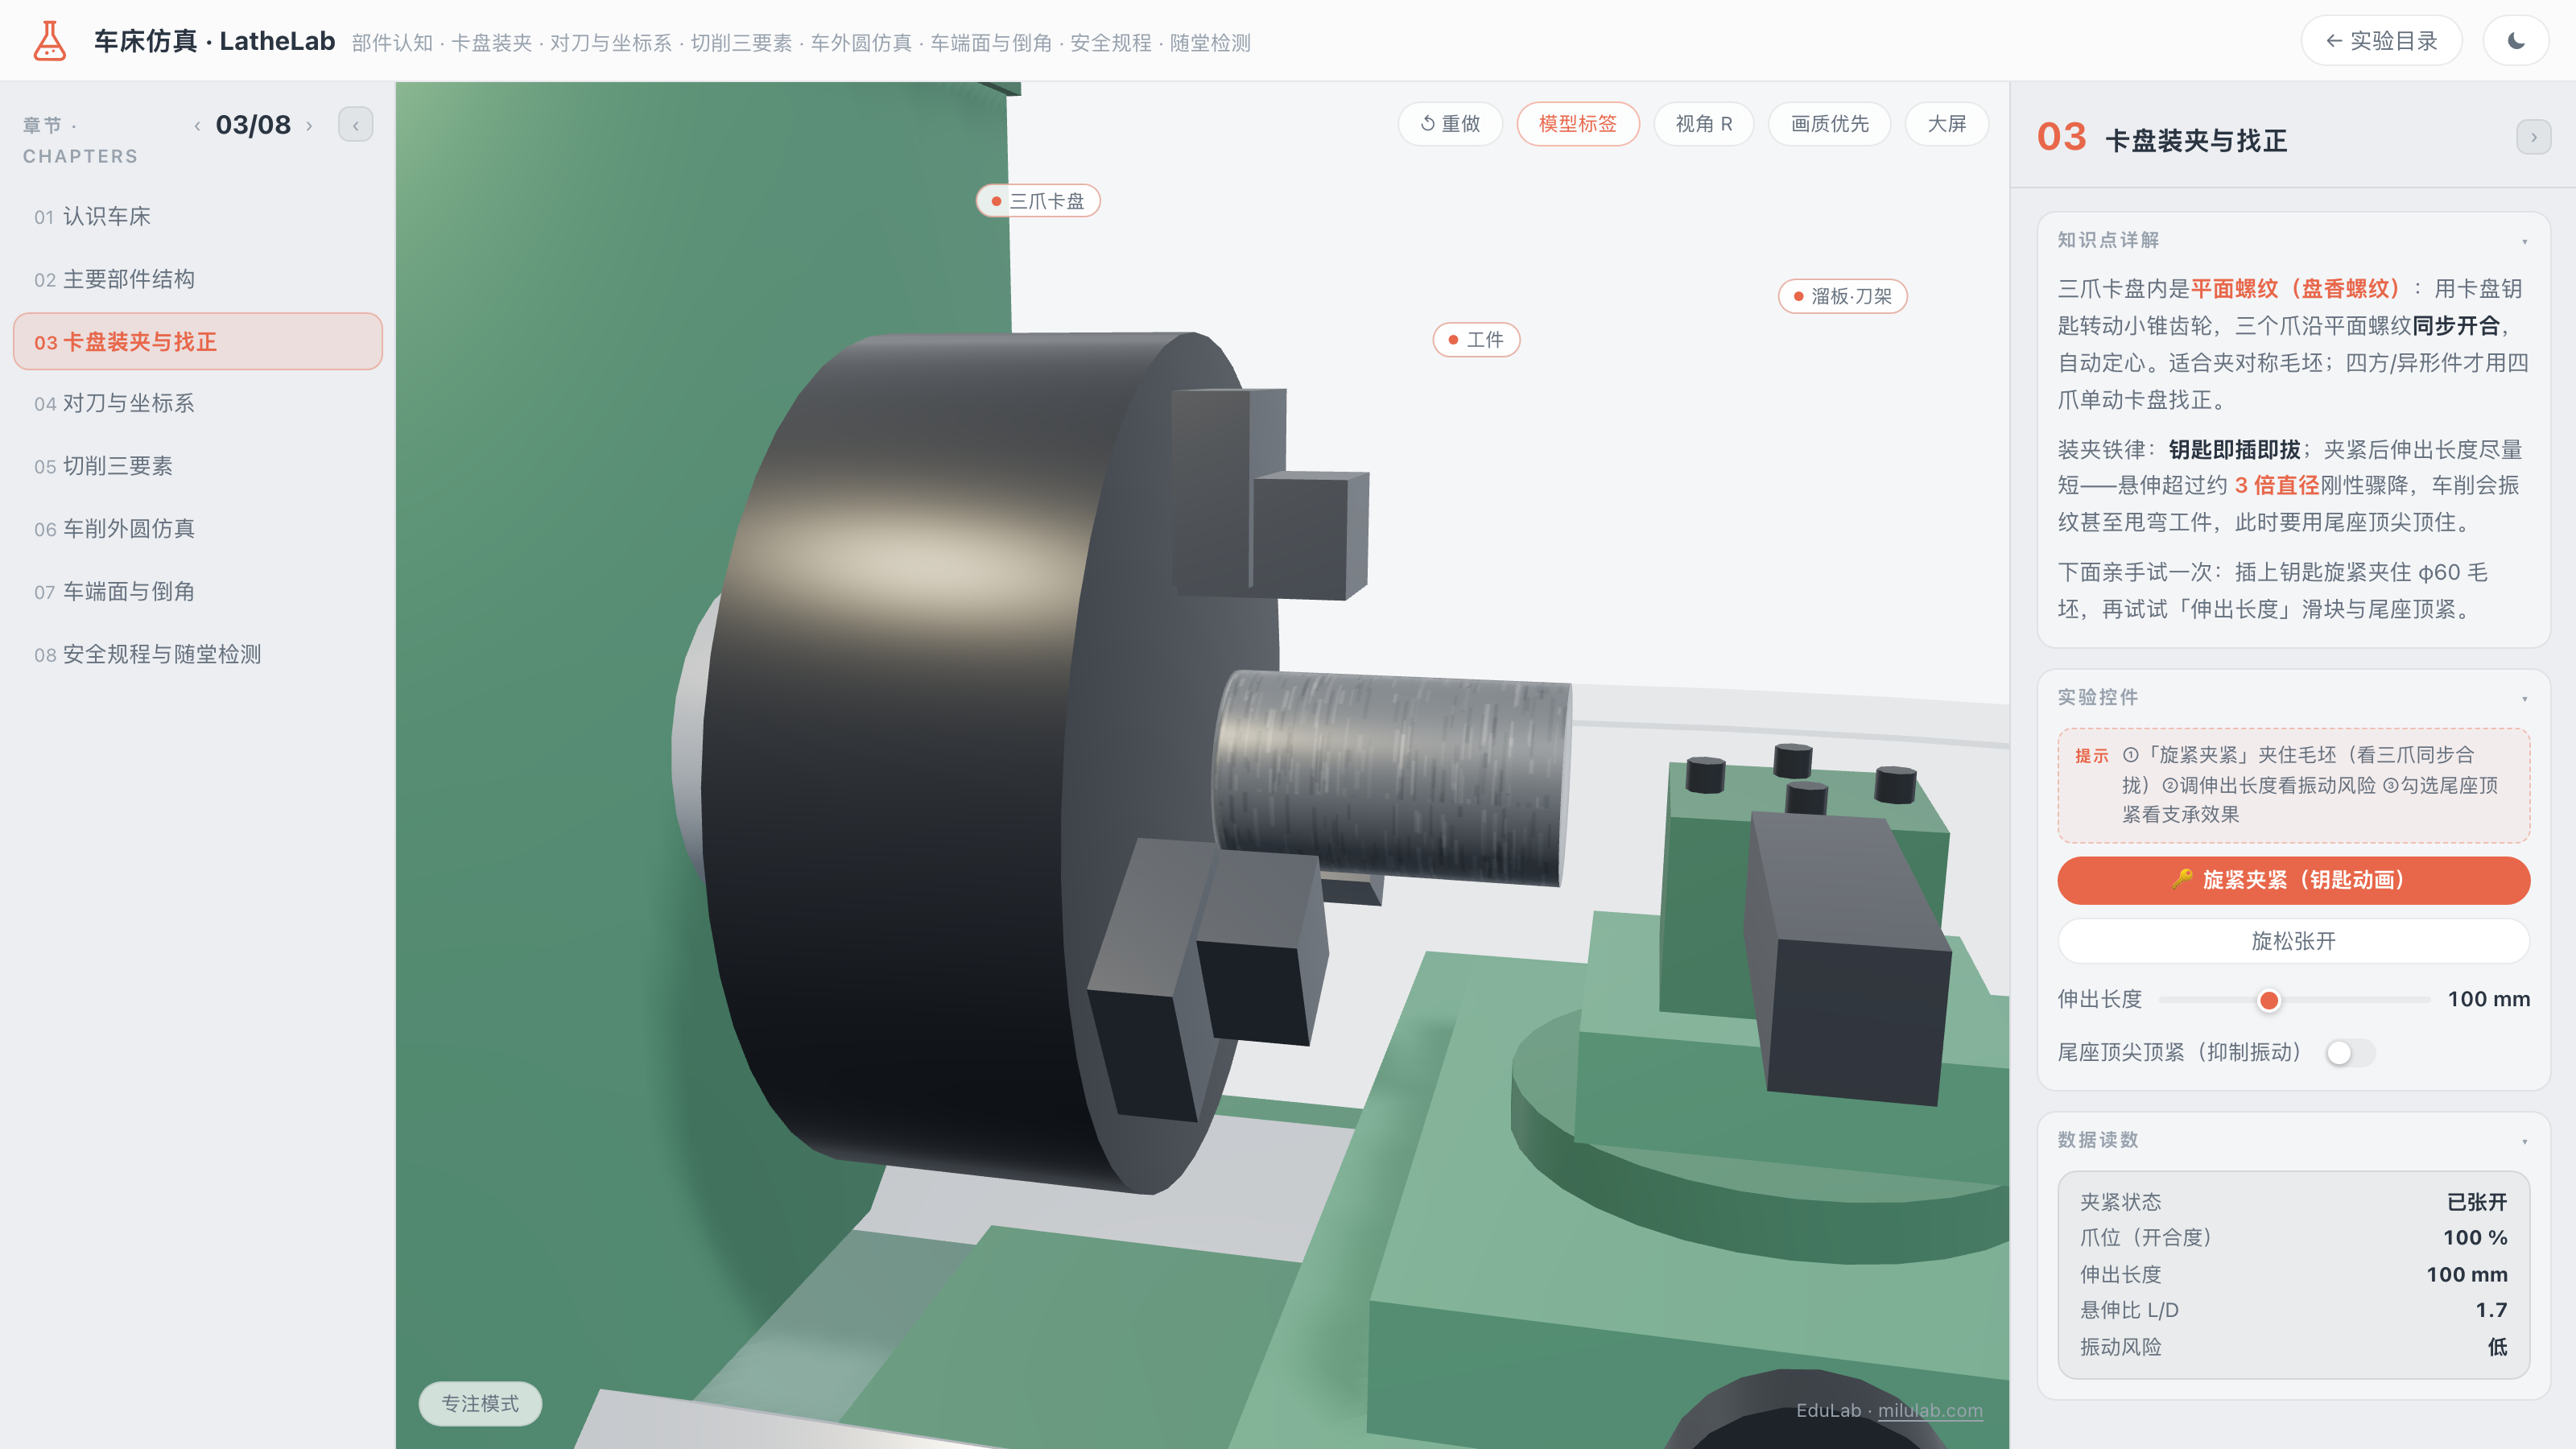 车床仿真 · LatheLab
部件认知 · 卡盘装夹 · 对刀与坐标系 · 切削三要素 · 车外圆仿真 · 车端面与倒角 · 安全规程 · 随堂检测
← 实验目录
章节 ·
CHAPTERS
‹ 03/08 ›
‹
01 认识车床
02 主要部件结构
03 卡盘装夹与找正
04 对刀与坐标系
05 切削三要素
06 车削外圆仿真
07 车端面与倒角
08 安全规程与随堂检测
重做
模型标签
视角 R
画质优先
大屏
三爪卡盘
溜板·刀架
工件
专注模式
EduLab · milulab.com
03 卡盘装夹与找正
›
知识点详解
三爪卡盘内是平面螺纹（盘香螺纹）：用卡盘钥
匙转动小锥齿轮，三个爪沿平面螺纹同步开合，
自动定心。适合夹对称毛坯；四方/异形件才用四
爪单动卡盘找正。
装夹铁律：钥匙即插即拔；夹紧后伸出长度尽量
短——悬伸超过约 3 倍直径刚性骤降，车削会振
纹甚至甩弯工件，此时要用尾座顶尖顶住。
下面亲手试一次：插上钥匙旋紧夹住 φ60 毛
坯，再试试「伸出长度」滑块与尾座顶紧。
实验控件
提示 ①「旋紧夹紧」夹住毛坯（看三爪同步合
拢）②调伸出长度看振动风险 ③勾选尾座顶
紧看支承效果
🔑 旋紧夹紧（钥匙动画）
旋松张开
伸出长度 100 mm
尾座顶尖顶紧（抑制振动）
数据读数
夹紧状态 已张开
爪位（开合度） 100 %
伸出长度 100 mm
悬伸比 L/D 1.7
振动风险 低